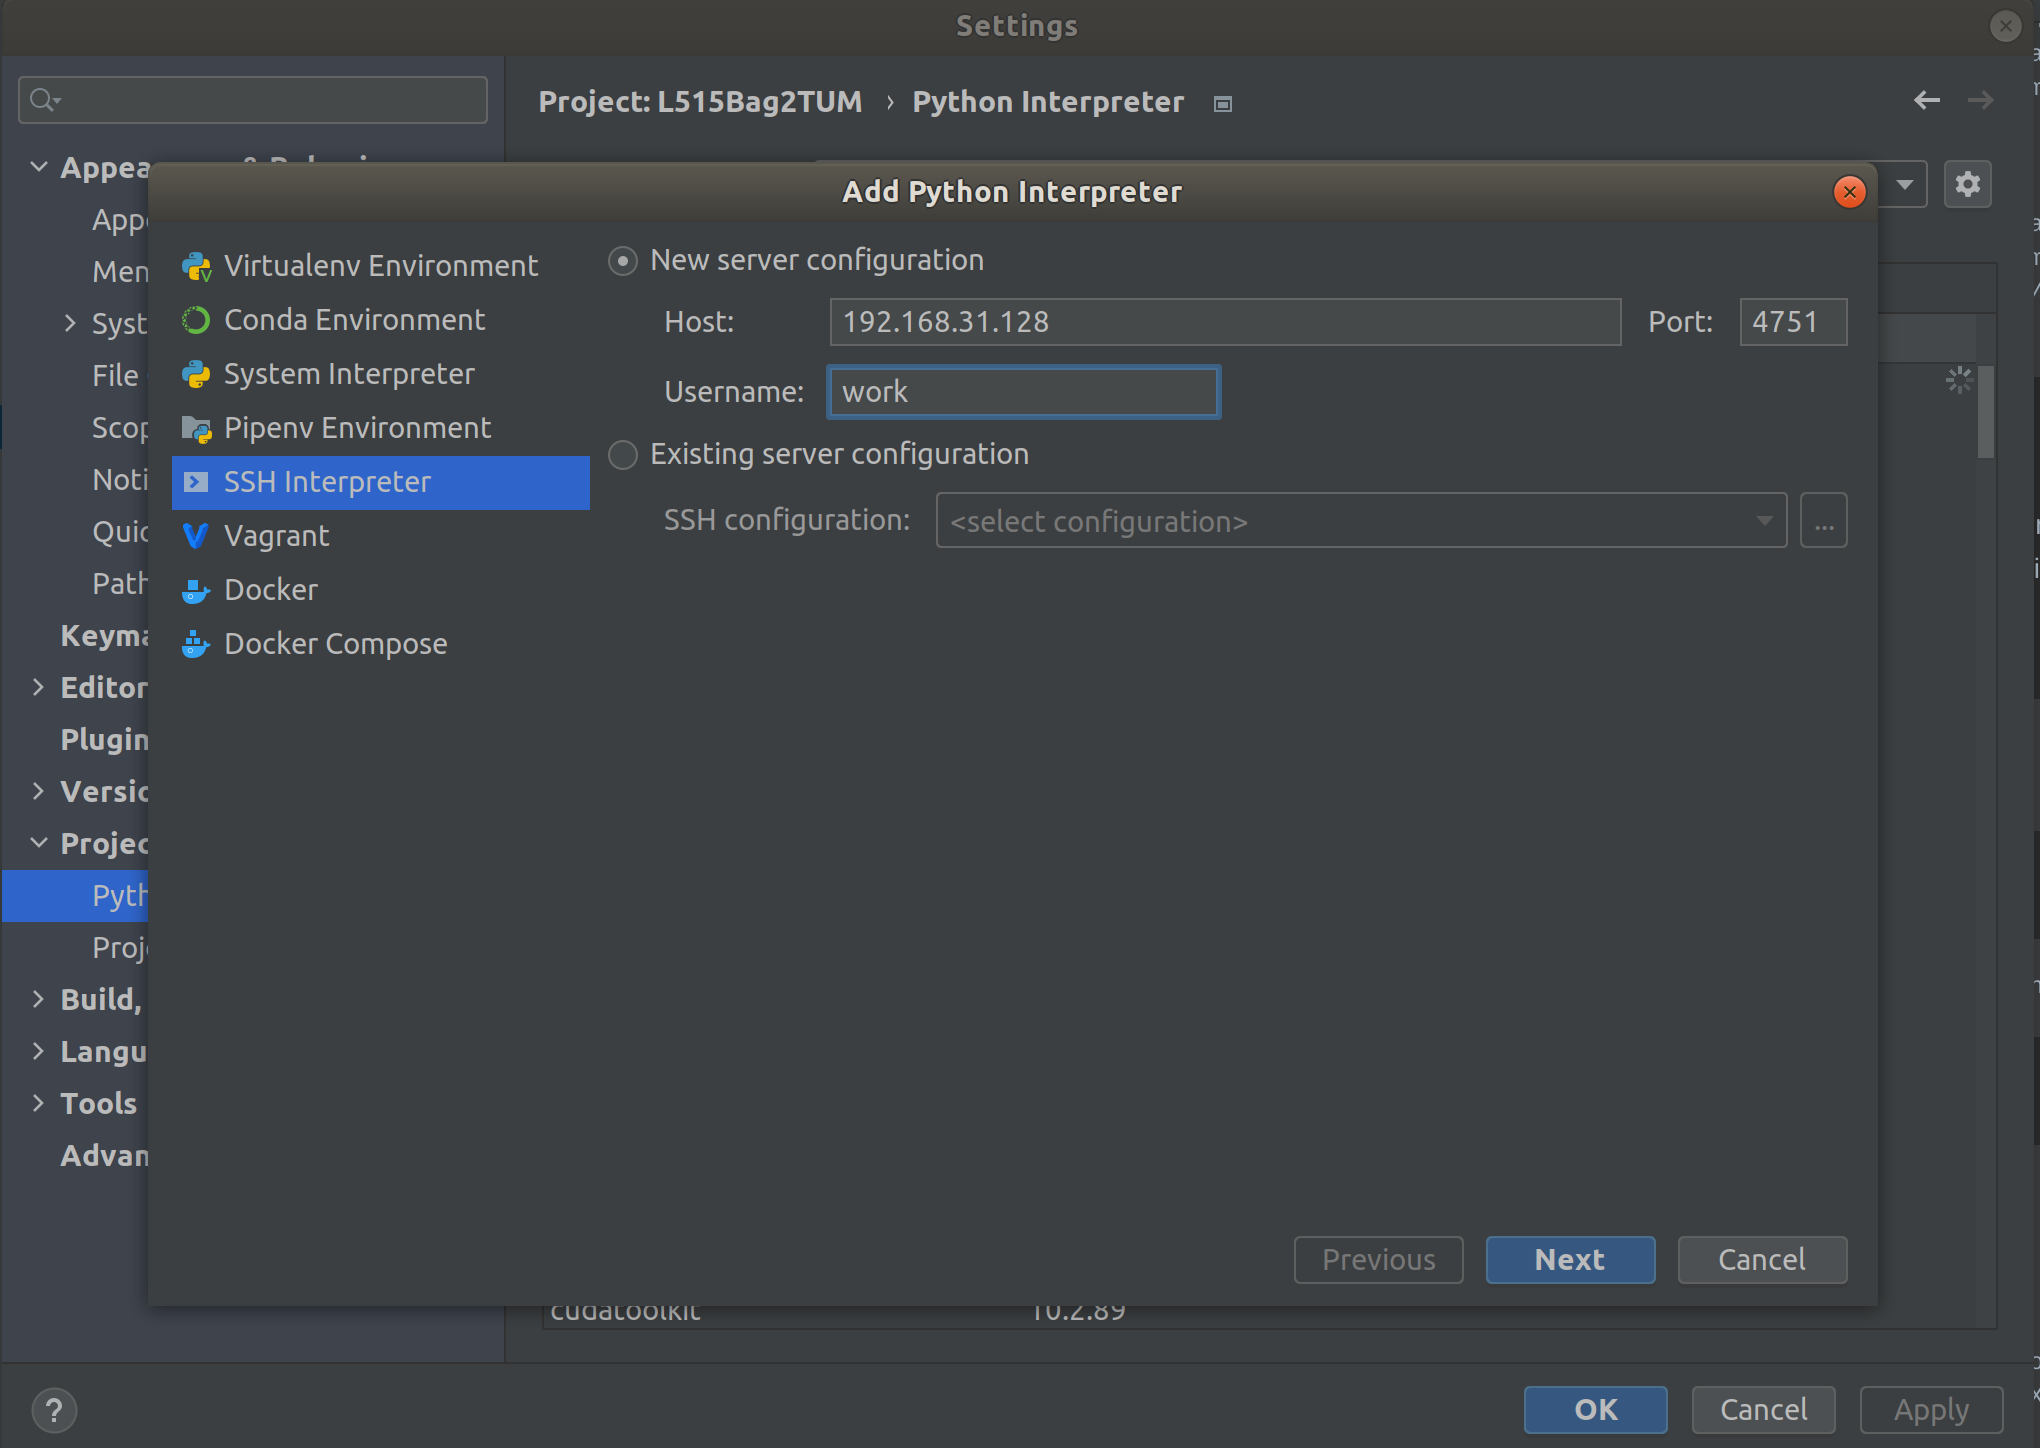 Settings
Project: L515Bag2TUM › Python Interpreter
Add Python Interpreter
Virtualenv Environment
Conda Environment
System Interpreter
Pipenv Environment
SSH Interpreter
Vagrant
Docker
Docker Compose
New server configuration
Host: 192.168.31.128 Port: 4751
Username: work
Existing server configuration
SSH configuration: <select configuration> ...
Previous Next Cancel
Appea
App
Men
Syst
File
Scop
Noti
Quic
Path
Keyma
Editor
Plugin
Versio
Projec
Pyth
Proj
Build,
Langu
Tools
Advan
cudatoolkit 10.2.89
? OK Cancel Apply